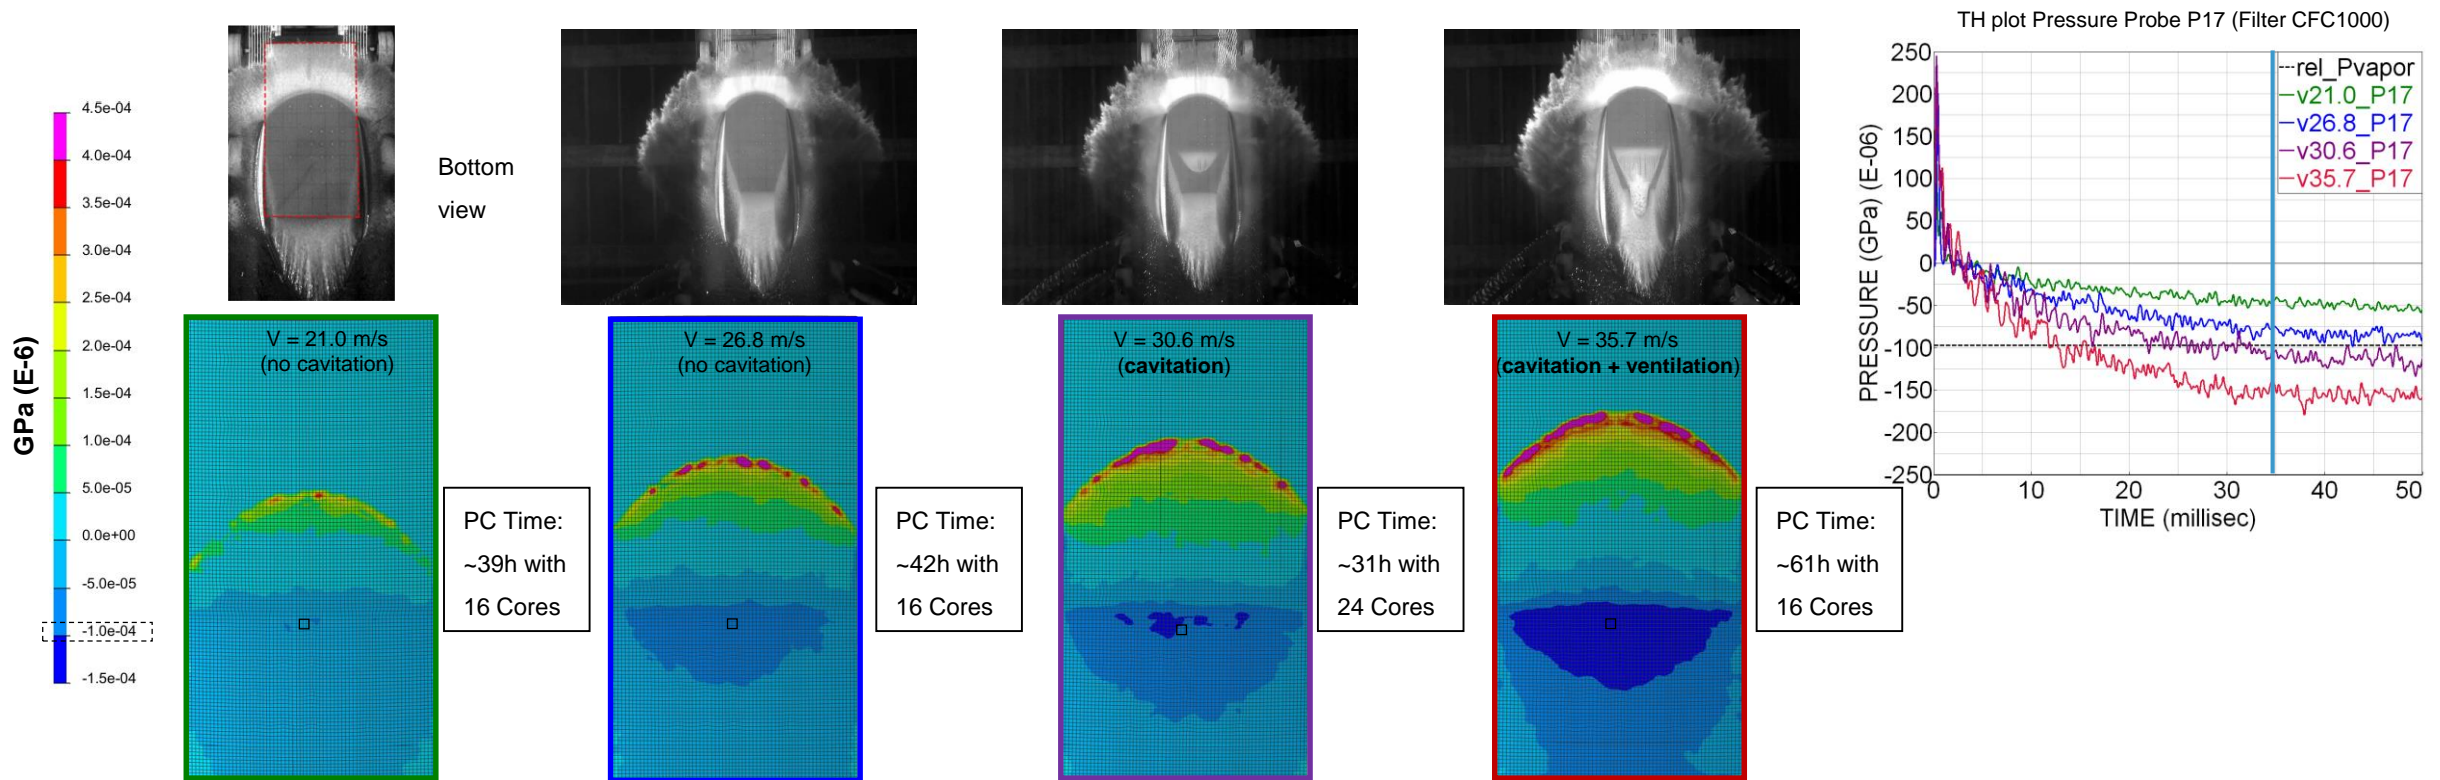 Bottom
view
GPa (E-6)
4.5e-04
4.0e-04
3.5e-04
3.0e-04
2.5e-04
2.0e-04
1.5e-04
1.0e-04
5.0e-05
0.0e+00
-5.0e-05
-1.0e-04
-1.5e-04
V = 21.0 m/s
(no cavitation)
PC Time:
~39h with
16 Cores
V = 26.8 m/s
(no cavitation)
PC Time:
~42h with
16 Cores
V = 30.6 m/s
(cavitation)
PC Time:
~31h with
24 Cores
V = 35.7 m/s
(cavitation + ventilation)
PC Time:
~61h with
16 Cores
TH plot Pressure Probe P17 (Filter CFC1000)
PRESSURE (GPa) (E-06)
250
200
150
100
50
0
-50
-100
-150
-200
-250
rel_Pvapor
v21.0_P17
v26.8_P17
v30.6_P17
v35.7_P17
0 10 20 30 40 50
TIME (millisec)